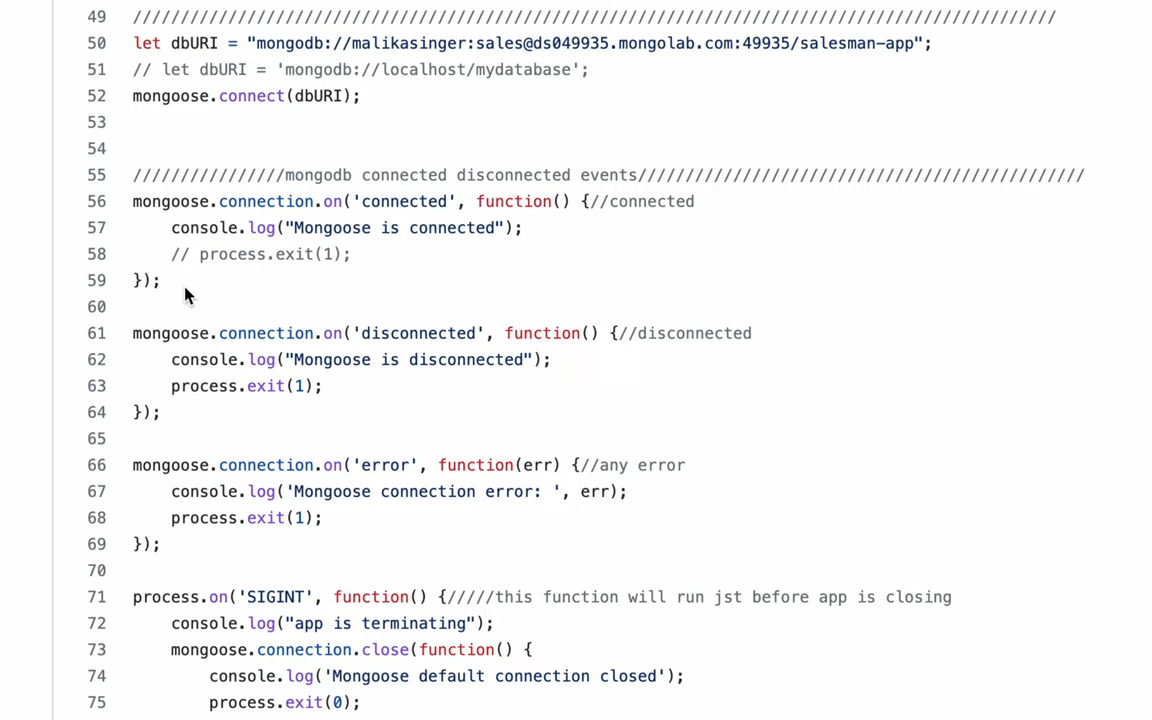 49 /////////////////////////////////////////////////////////////////////////////////////////////////
50 let dbURI = "mongodb://malikasinger:sales@ds049935.mongolab.com:49935/salesman-app";
51 // let dbURI = 'mongodb://localhost/mydatabase';
52 mongoose.connect(dbURI);
53
54
55 ////////////////mongodb connected disconnected events///////////////////////////////////////////////
56 mongoose.connection.on('connected', function() {//connected
57 console.log("Mongoose is connected");
58 // process.exit(1);
59 });
60
61 mongoose.connection.on('disconnected', function() {//disconnected
62 console.log("Mongoose is disconnected");
63 process.exit(1);
64 });
65
66 mongoose.connection.on('error', function(err) {//any error
67 console.log('Mongoose connection error: ', err);
68 process.exit(1);
69 });
70
71 process.on('SIGINT', function() {/////this function will run jst before app is closing
72 console.log("app is terminating");
73 mongoose.connection.close(function() {
74 console.log('Mongoose default connection closed');
75 process.exit(0);